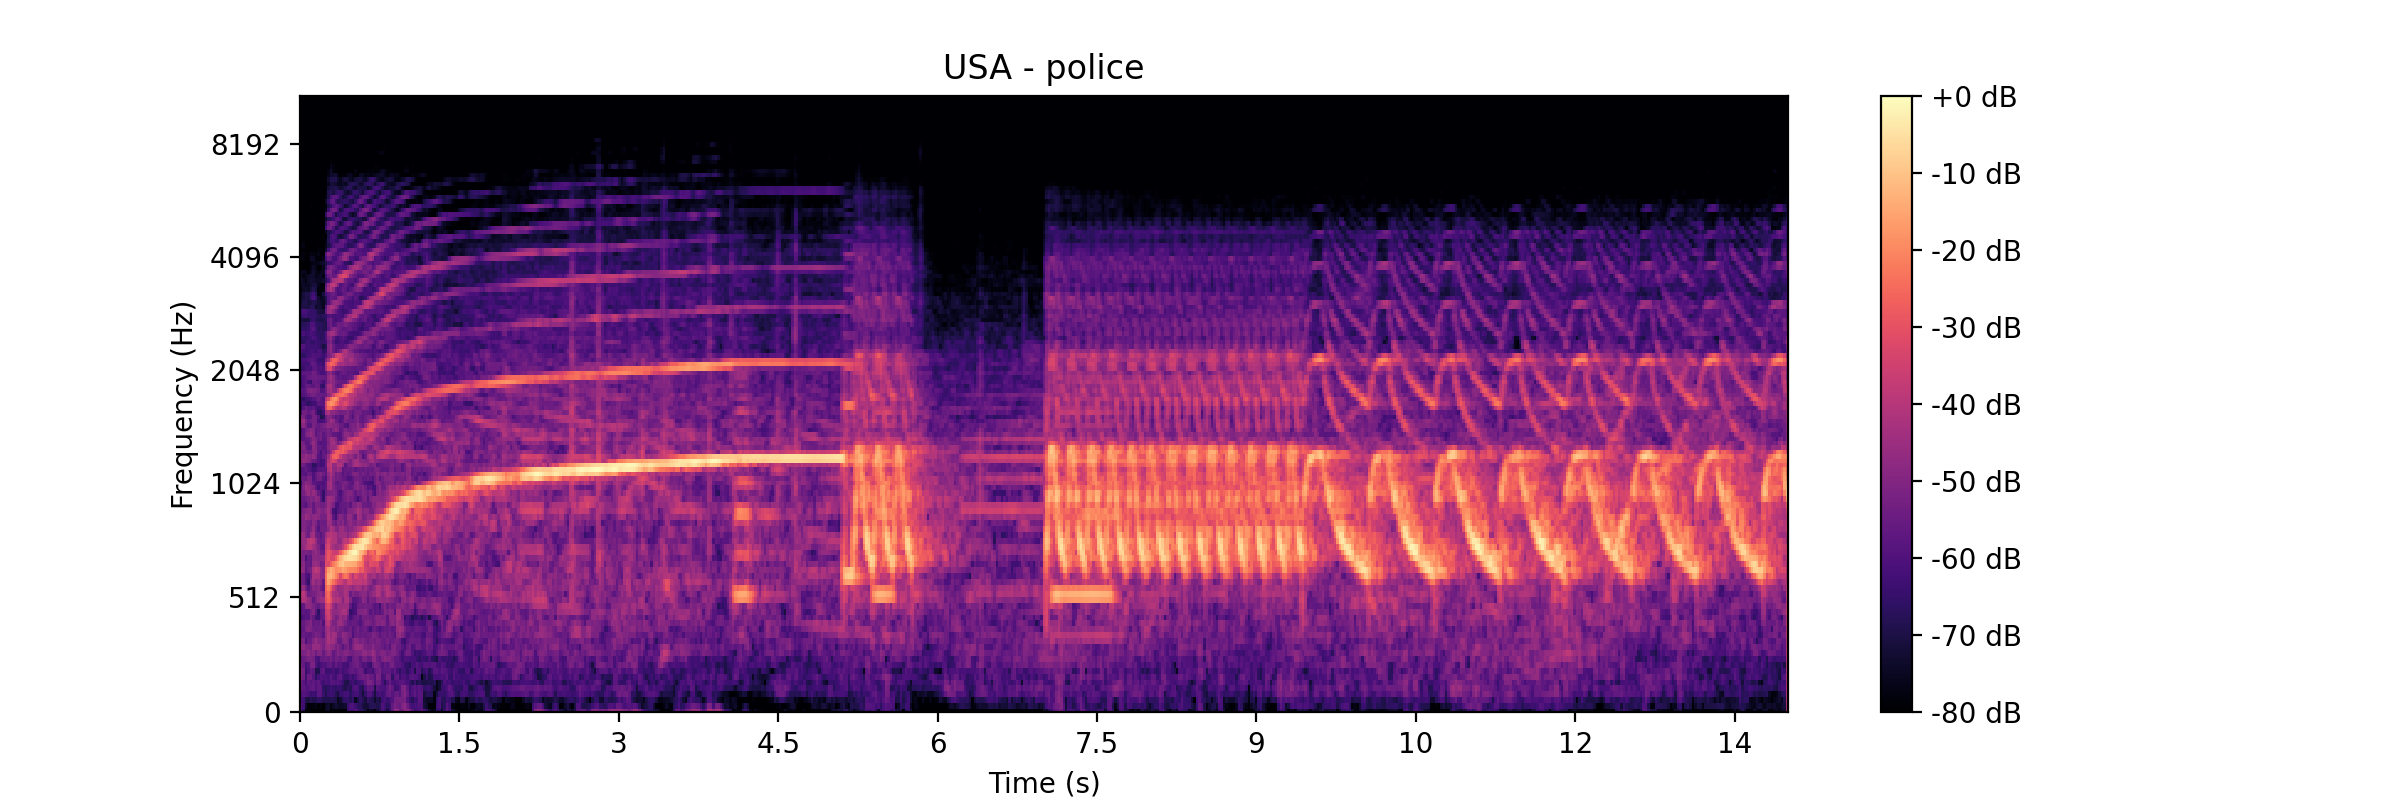 USA - police
Frequency (Hz)
8192
4096
2048
1024
512
0
0 1.5 3 4.5 6 7.5 9 10 12 14
Time (s)
+0 dB
-10 dB
-20 dB
-30 dB
-40 dB
-50 dB
-60 dB
-70 dB
-80 dB